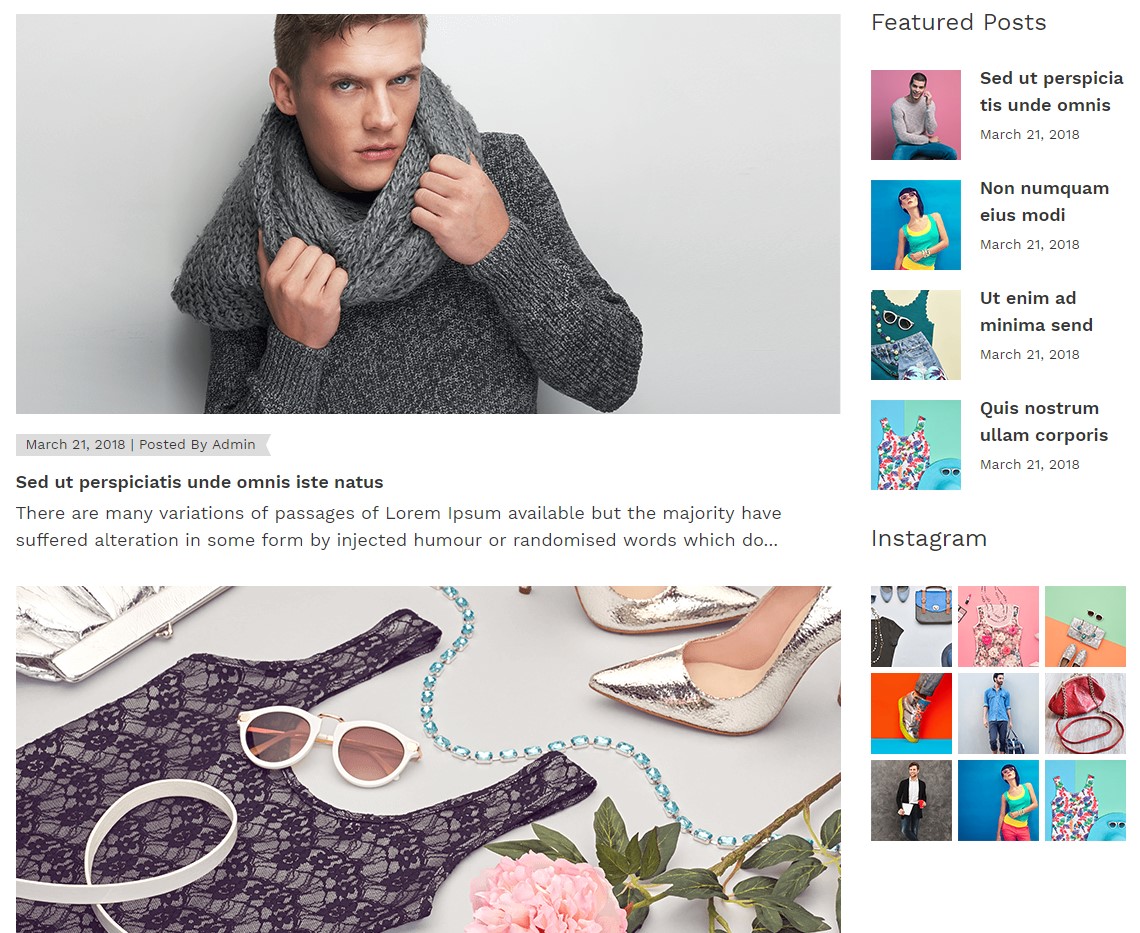 March 21, 2018 | Posted By Admin
Sed ut perspiciatis unde omnis iste natus
There are many variations of passages of Lorem Ipsum available but the majority have
suffered alteration in some form by injected humour or randomised words which do...
Featured Posts
Sed ut perspicia
tis unde omnis
March 21, 2018
Non numquam
eius modi
March 21, 2018
Ut enim ad
minima send
March 21, 2018
Quis nostrum
ullam corporis
March 21, 2018
Instagram